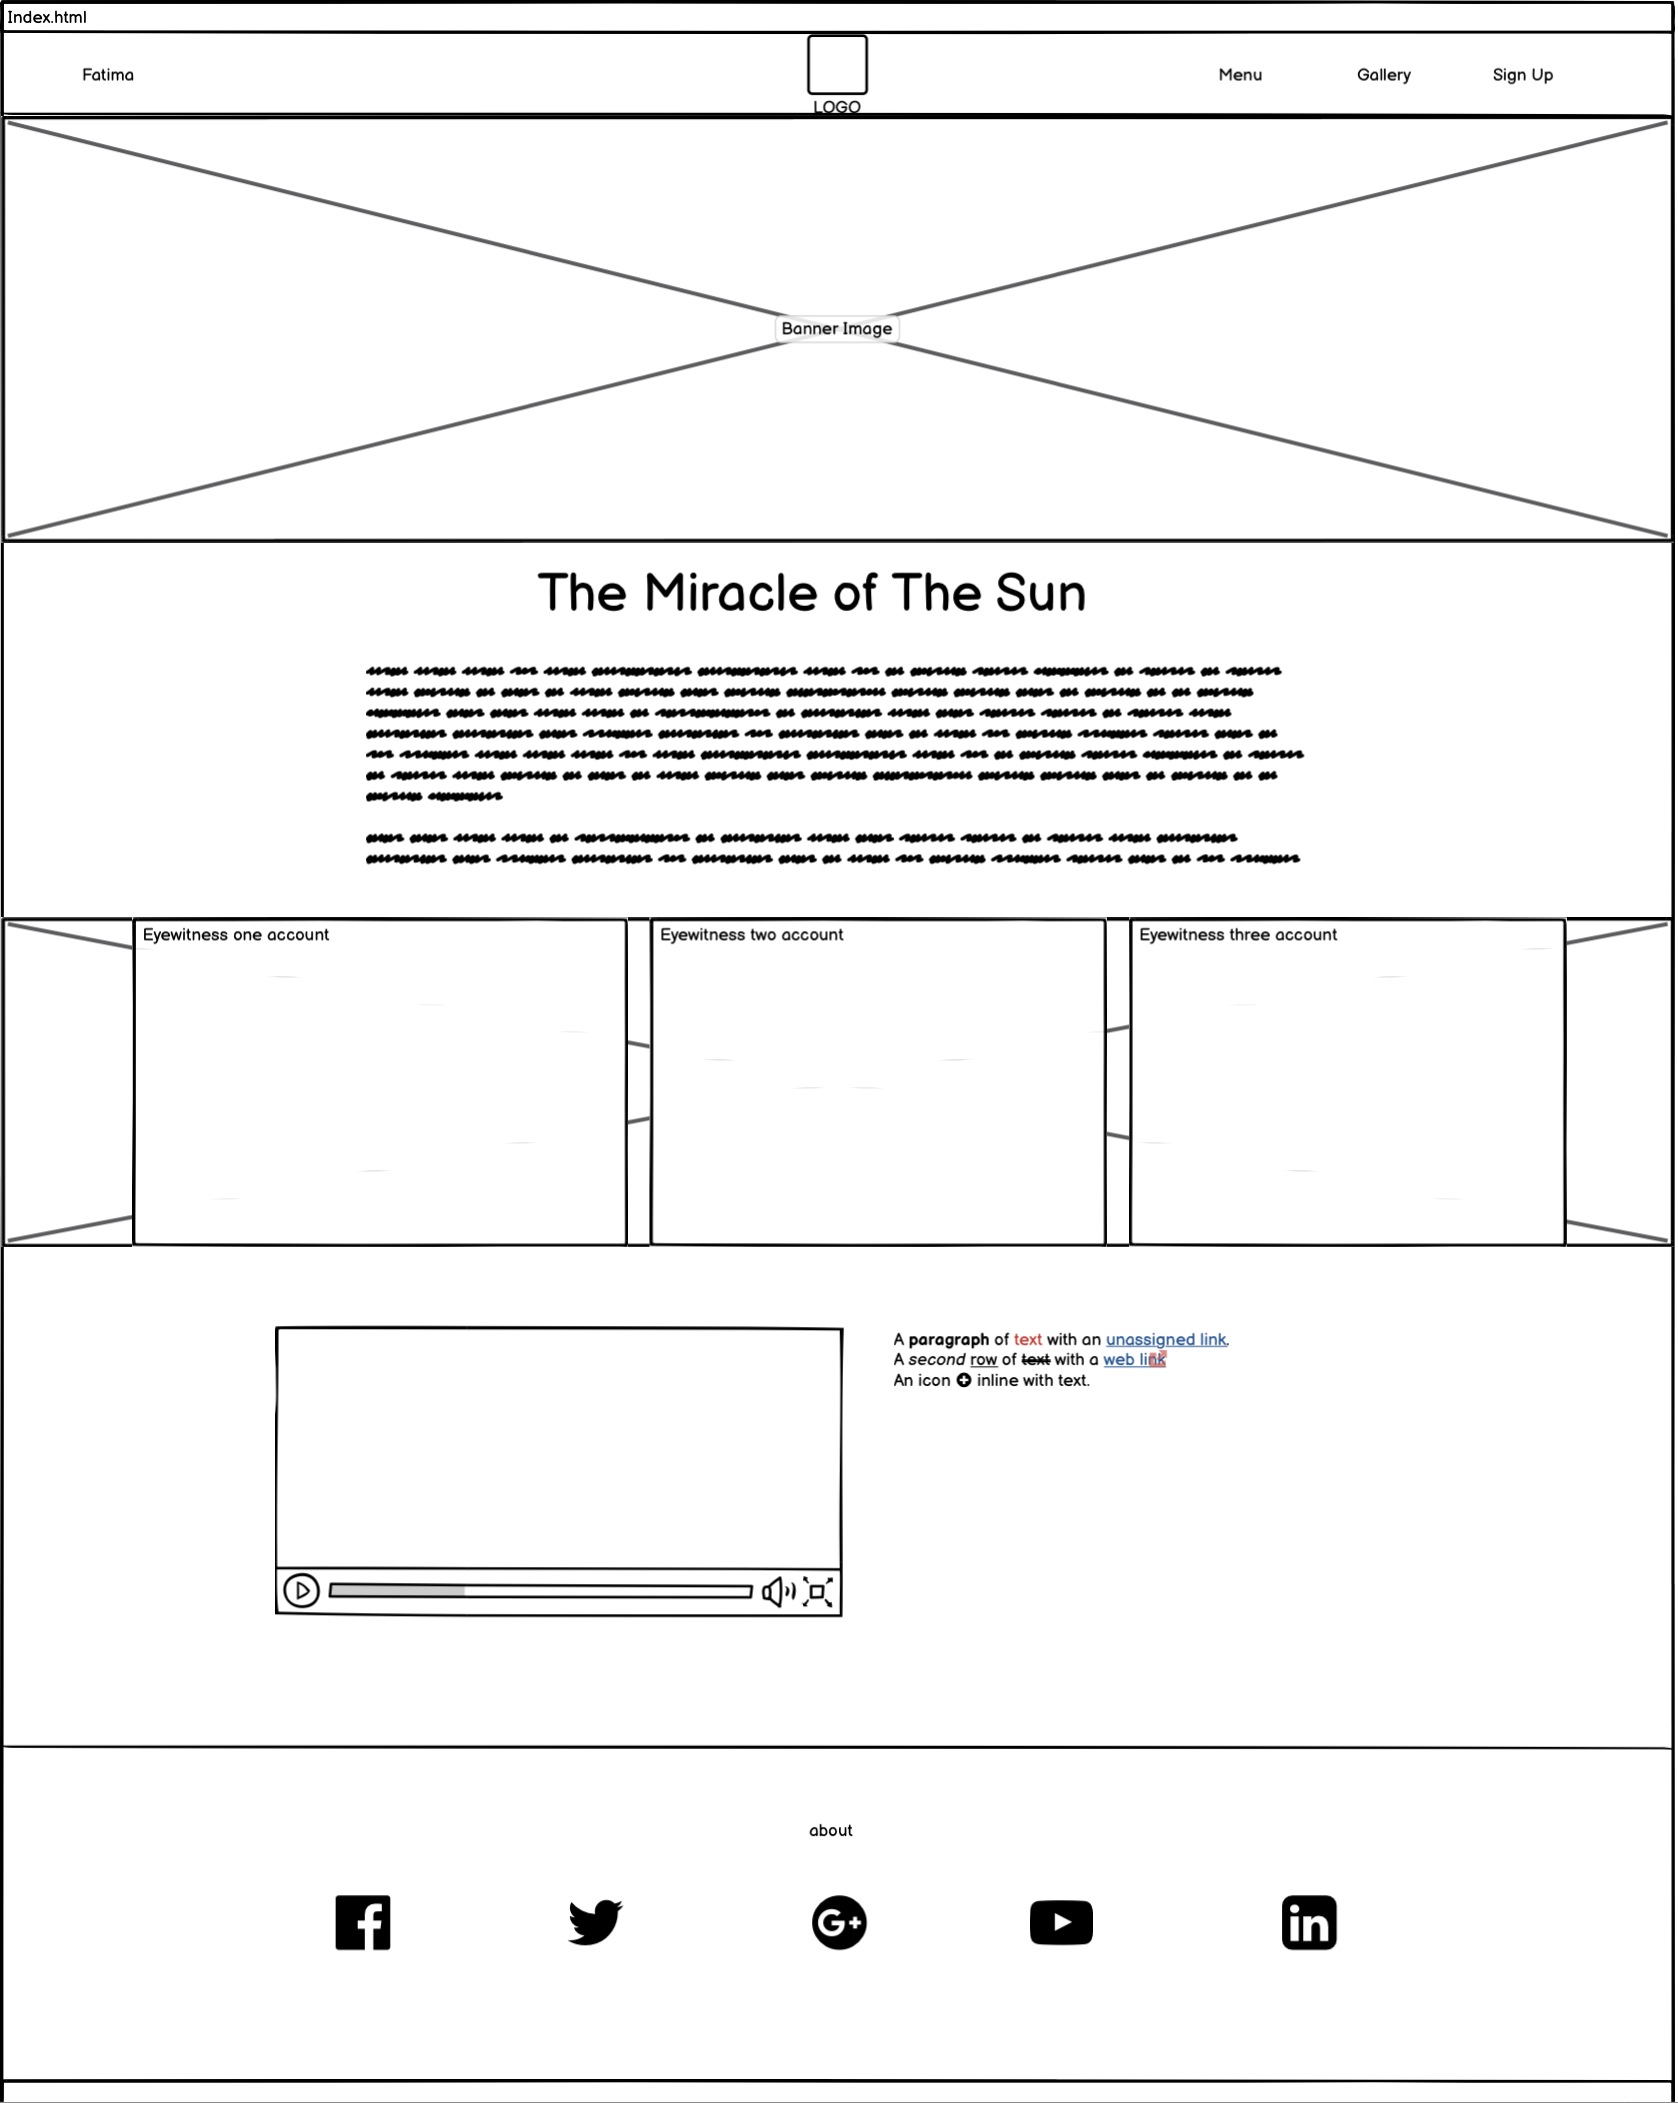 Index.html
Fatima
LOGO
Menu
Gallery
Sign Up
Banner Image
The Miracle of The Sun
Eyewitness one account
Eyewitness two account
Eyewitness three account
A paragraph of text with an unassigned link.
A second row of text with a web link
An icon inline with text.
about